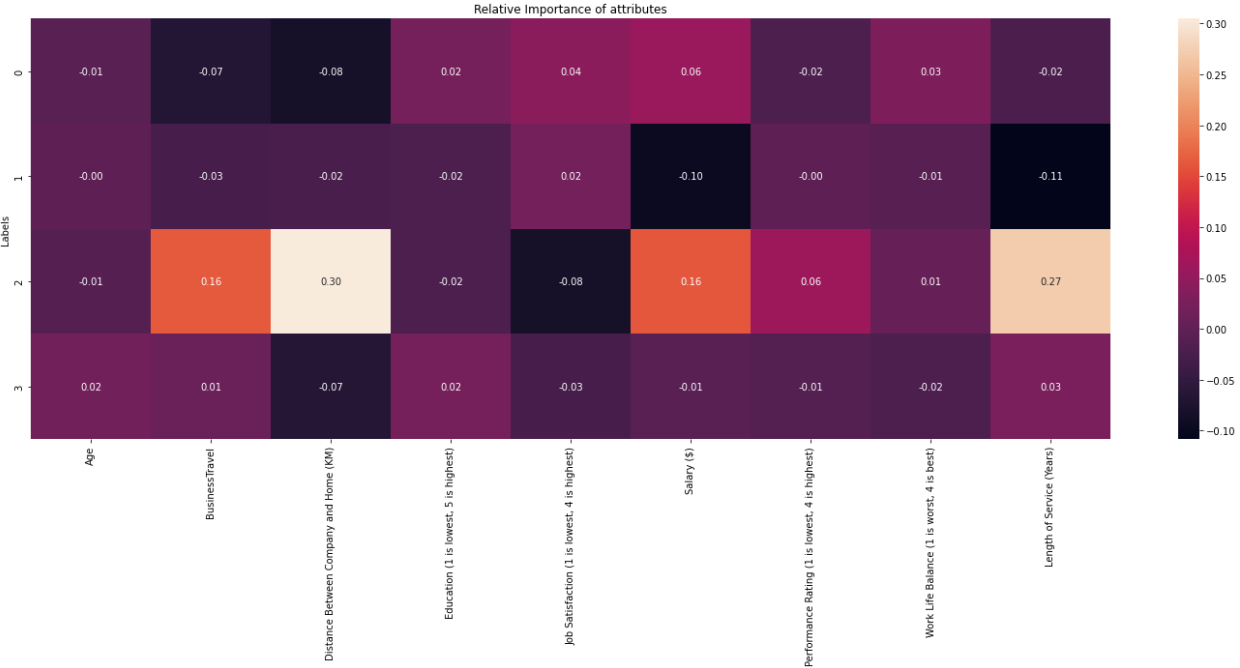 Relative Importance of attributes
0 -0.01 -0.07 -0.08 0.02 0.04 0.06 -0.02 0.03 -0.02
1 -0.00 -0.03 -0.02 -0.02 0.02 -0.10 -0.00 -0.01 -0.11
Labels
2 -0.01 0.16 0.30 -0.02 -0.08 0.16 0.06 0.01 0.27
3 0.02 0.01 -0.07 0.02 -0.03 -0.01 -0.01 -0.02 0.03
Age
BusinessTravel
Distance Between Company and Home (KM)
Education (1 is lowest, 5 is highest)
Job Satisfaction (1 is lowest, 4 is highest)
Salary ($)
Performance Rating (1 is lowest, 4 is highest)
Work Life Balance (1 is worst, 4 is best)
Length of Service (Years)
0.30
0.25
0.20
0.15
0.10
0.05
0.00
-0.05
-0.10